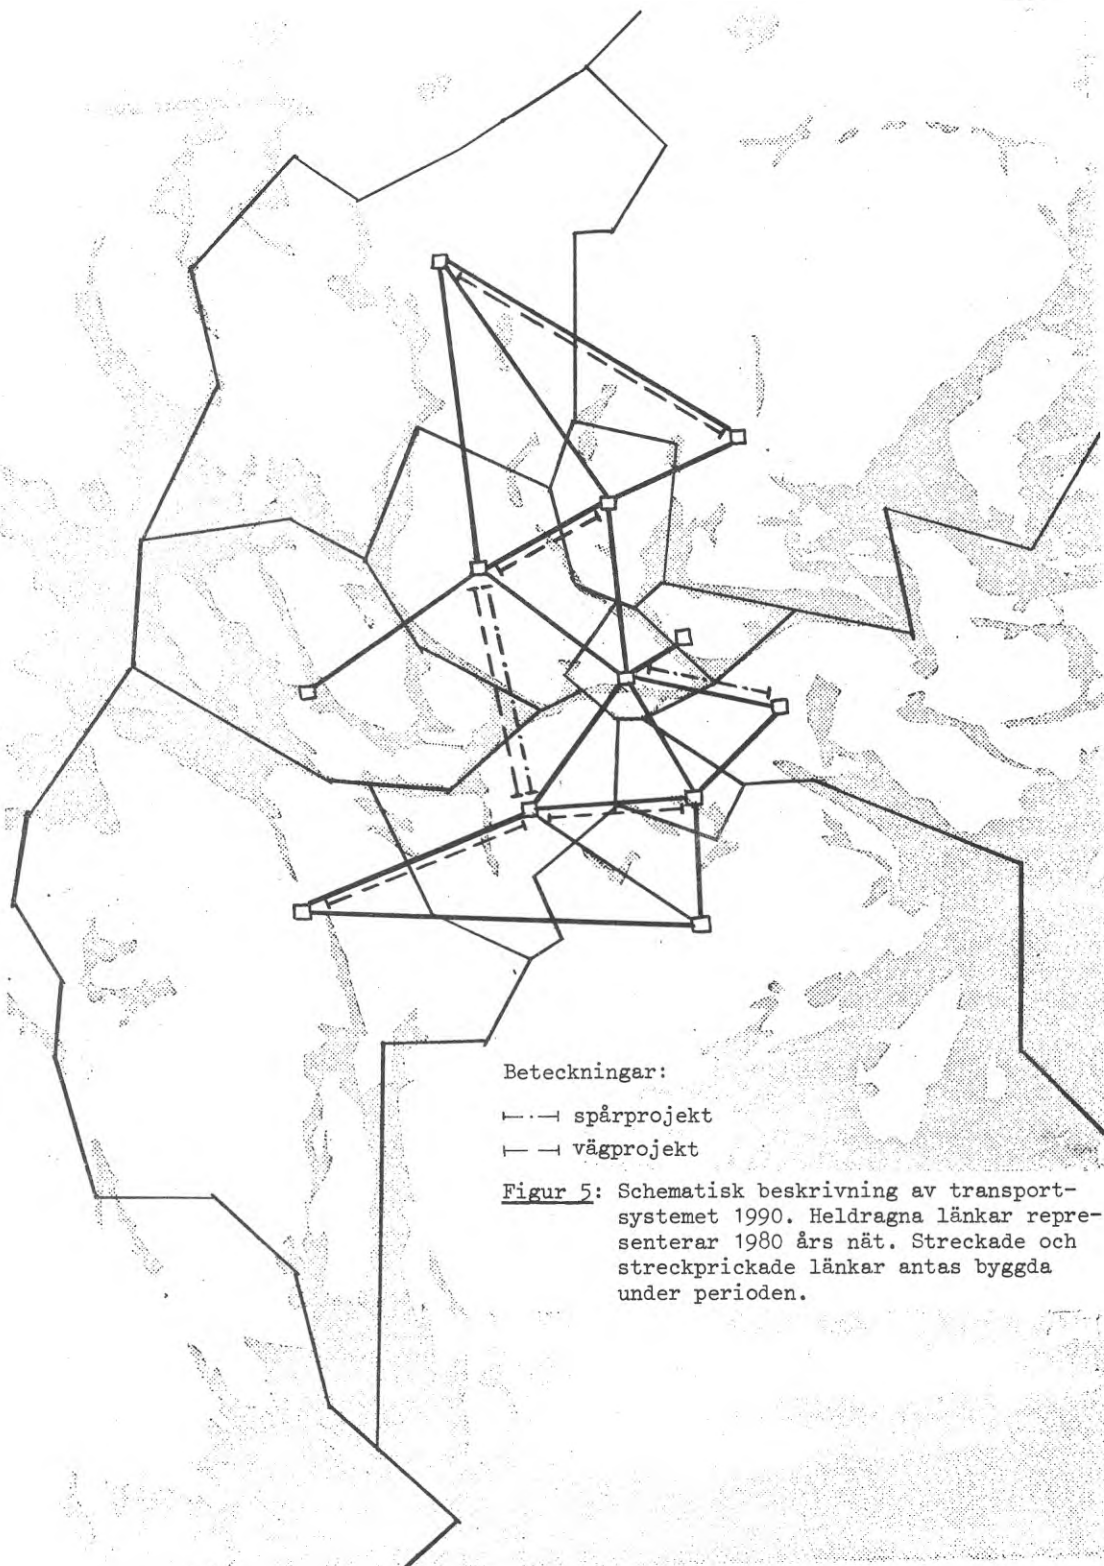 Beteckningar:
spårprojekt
vägprojekt
Figur 5: Schematisk beskrivning av transport-
systemet 1990. Heldragna länkar repre-
senterar 1980 års nät. Streckade och
streckprickade länkar antas byggda
under perioden.